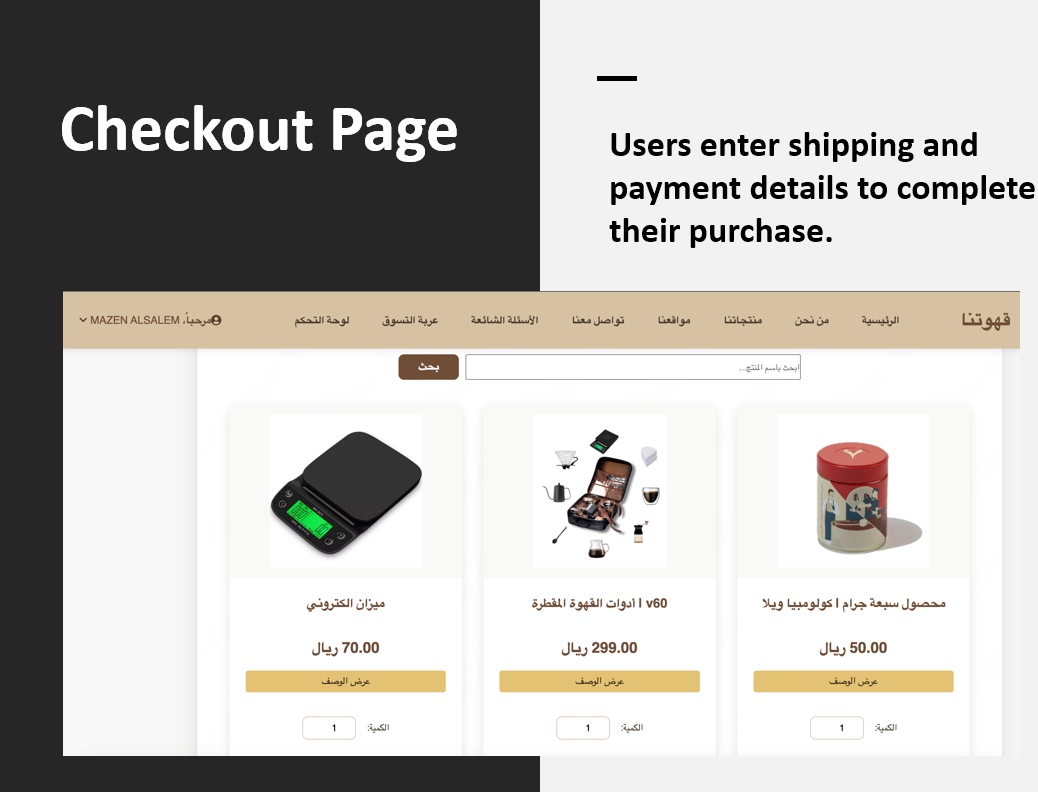 Checkout Page
Users enter shipping and
payment details to complete
their purchase.
قهوتنا
الرئيسية
من نحن
منتجاتنا
مواقعنا
تواصل معنا
الأسئلة الشائعة
عربة التسوق
لوحة التحكم
مرحباً، MAZEN ALSALEM
ابحث باسم المنتج...
بحث
محصول سبعة جرام | كولومبيا ويلا
50.00 ريال
عرض الوصف
الكمية: 1
v60 | أدوات القهوة المقطرة
299.00 ريال
عرض الوصف
الكمية: 1
ميزان الكتروني
70.00 ريال
عرض الوصف
الكمية: 1